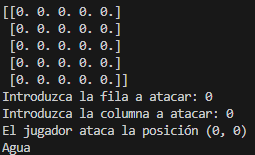 [[0. 0. 0. 0. 0.]
 [0. 0. 0. 0. 0.]
 [0. 0. 0. 0. 0.]
 [0. 0. 0. 0. 0.]
 [0. 0. 0. 0. 0.]]
Introduzca la fila a atacar: 0
Introduzca la columna a atacar: 0
El jugador ataca la posición (0, 0)
Agua